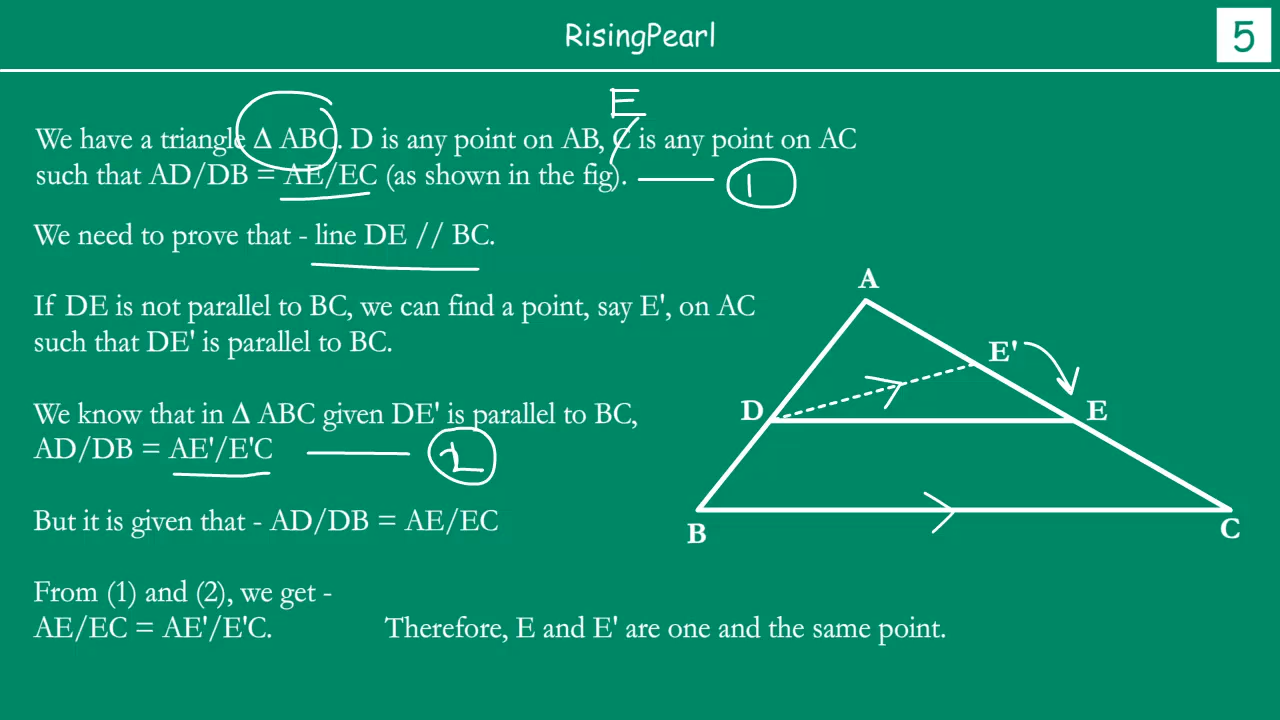 RisingPearl
5
E
We have a triangle Δ ABC. D is any point on AB, C is any point on AC
such that AD/DB = AE/EC (as shown in the fig). 1
We need to prove that - line DE // BC.
If DE is not parallel to BC, we can find a point, say E', on AC
such that DE' is parallel to BC.
We know that in Δ ABC given DE' is parallel to BC,
AD/DB = AE'/E'C 2
But it is given that - AD/DB = AE/EC
From (1) and (2), we get -
AE/EC = AE'/E'C. Therefore, E and E' are one and the same point.
A
E'
D
E
B
C